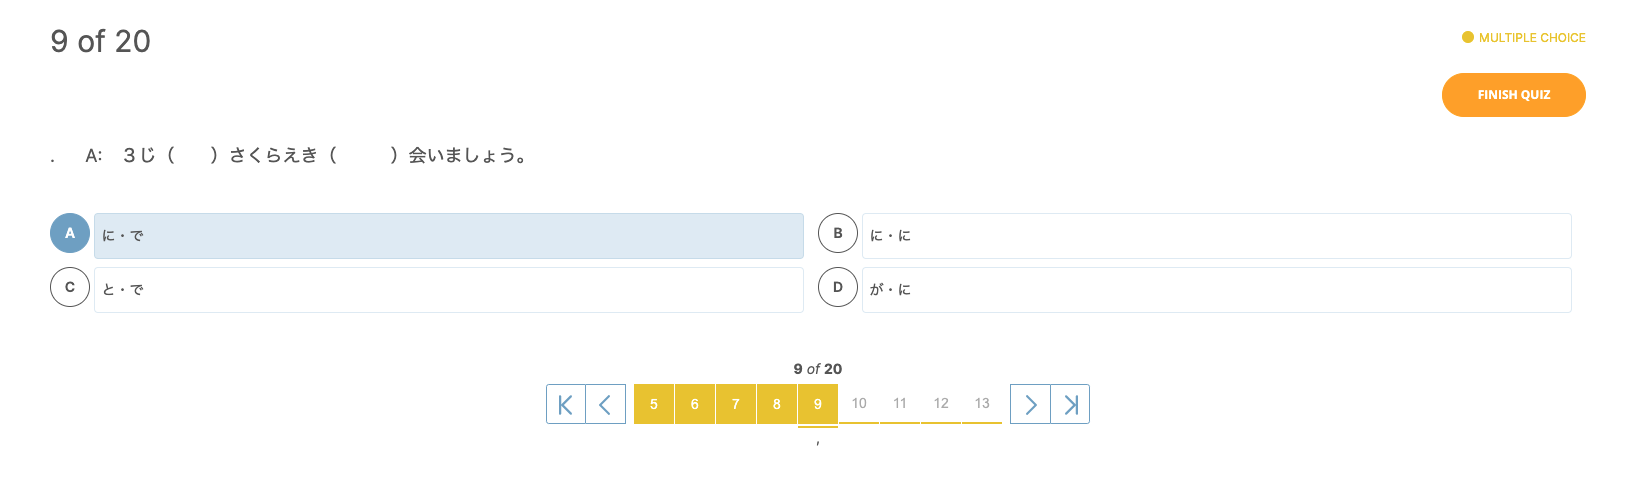 9 of 20
MULTIPLE CHOICE
FINISH QUIZ
. A: ３じ（　　）さくらえき（　　　）会いましょう。
A に・で
B に・に
C と・で
D が・に
9 of 20
5 6 7 8 9 10 11 12 13
,